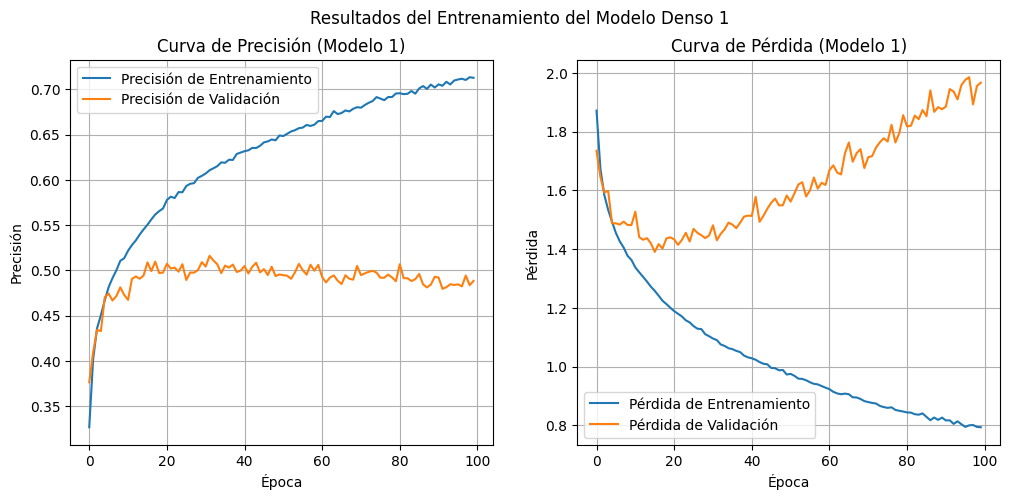 Resultados del Entrenamiento del Modelo Denso 1
Curva de Precisión (Modelo 1)
Precisión de Entrenamiento
Precisión de Validación
0.70
0.65
0.60
0.55
0.50
0.45
0.40
0.35
Precisión
0 20 40 60 80 100
Época
Curva de Pérdida (Modelo 1)
2.0
1.8
1.6
1.4
1.2
1.0
0.8
Pérdida
Pérdida de Entrenamiento
Pérdida de Validación
0 20 40 60 80 100
Época